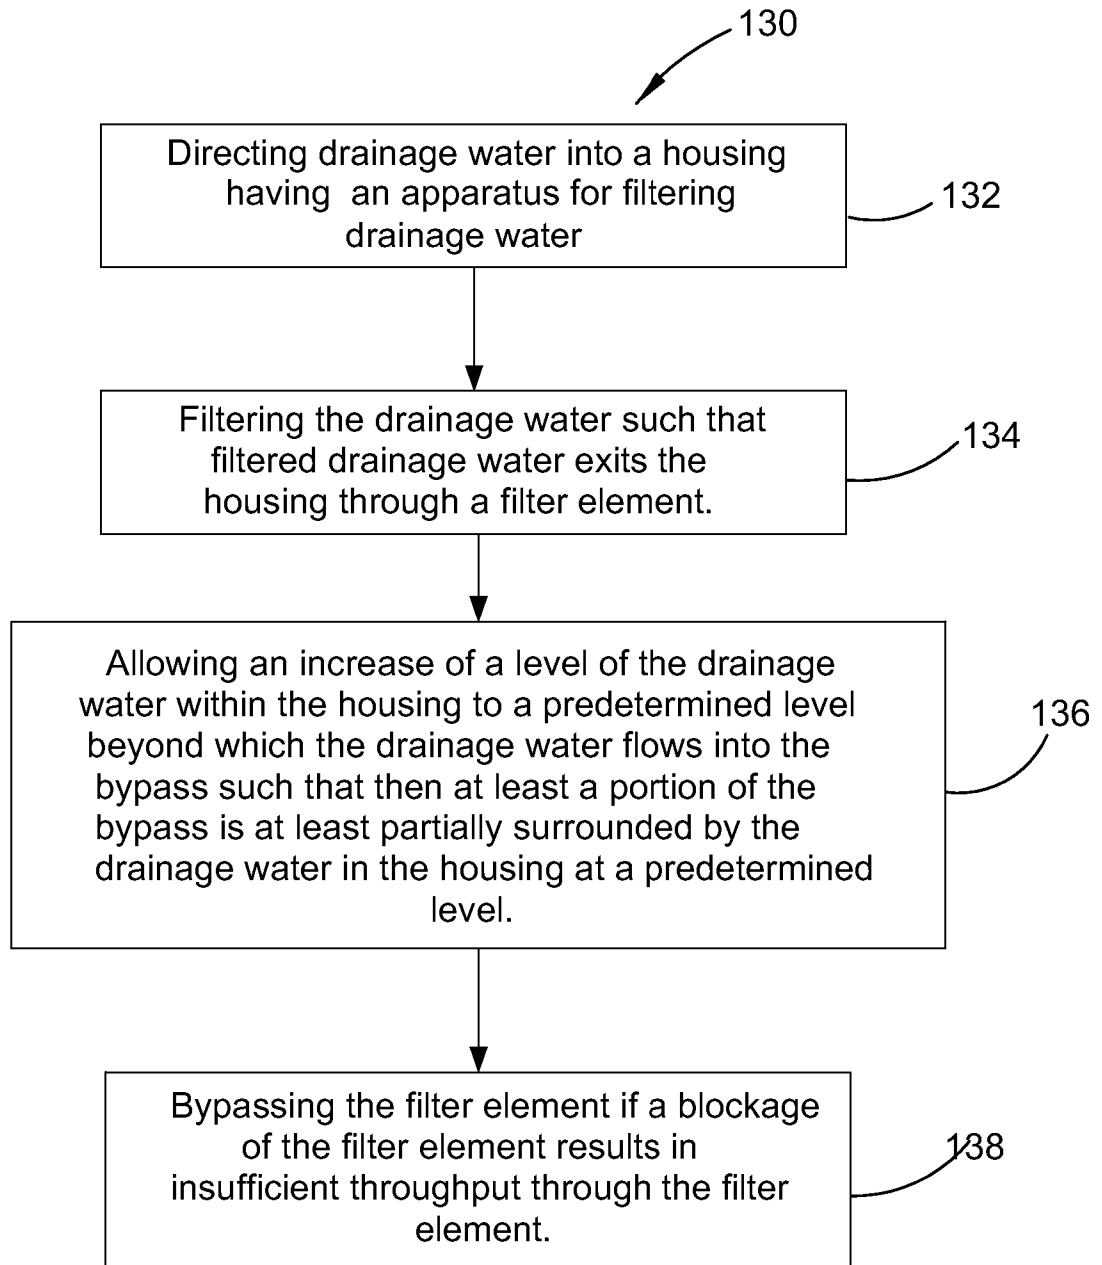 130
Directing drainage water into a housing
having an apparatus for filtering
drainage water
132
Filtering the drainage water such that
filtered drainage water exits the
housing through a filter element.
134
Allowing an increase of a level of the drainage
water within the housing to a predetermined level
beyond which the drainage water flows into the
bypass such that then at least a portion of the
bypass is at least partially surrounded by the
drainage water in the housing at a predetermined
level.
136
Bypassing the filter element if a blockage
of the filter element results in
insufficient throughput through the filter
element.
138